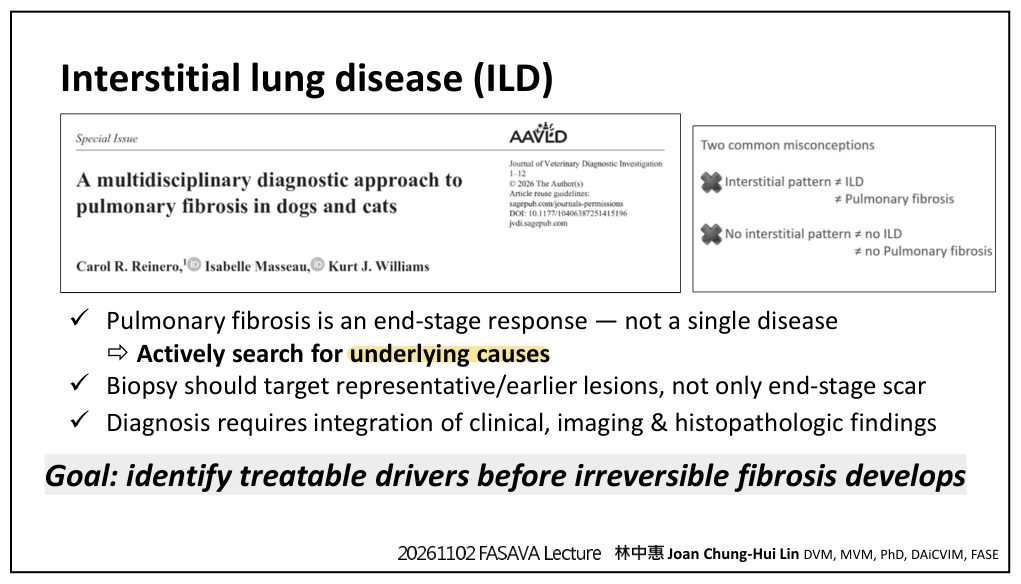 Interstitial lung disease (ILD)
Special Issue
AAVLD
A multidisciplinary diagnostic approach to
pulmonary fibrosis in dogs and cats
Journal of Veterinary Diagnostic Investigation
1–12
© 2026 The Author(s)
Article reuse guidelines:
sagepub.com/journals-permissions
DOI: 10.1177/10406387251415196
jvdi.sagepub.com
Carol R. Reinero,¹ iD Isabelle Masseau, iD Kurt J. Williams
Two common misconceptions
Interstitial pattern ≠ ILD
≠ Pulmonary fibrosis
No interstitial pattern ≠ no ILD
≠ no Pulmonary fibrosis
✓ Pulmonary fibrosis is an end-stage response — not a single disease
⇨ Actively search for underlying causes
✓ Biopsy should target representative/earlier lesions, not only end-stage scar
✓ Diagnosis requires integration of clinical, imaging & histopathologic findings
Goal: identify treatable drivers before irreversible fibrosis develops
20261102 FASAVA Lecture 林中惠 Joan Chung-Hui Lin DVM, MVM, PhD, DAiCVIM, FASE